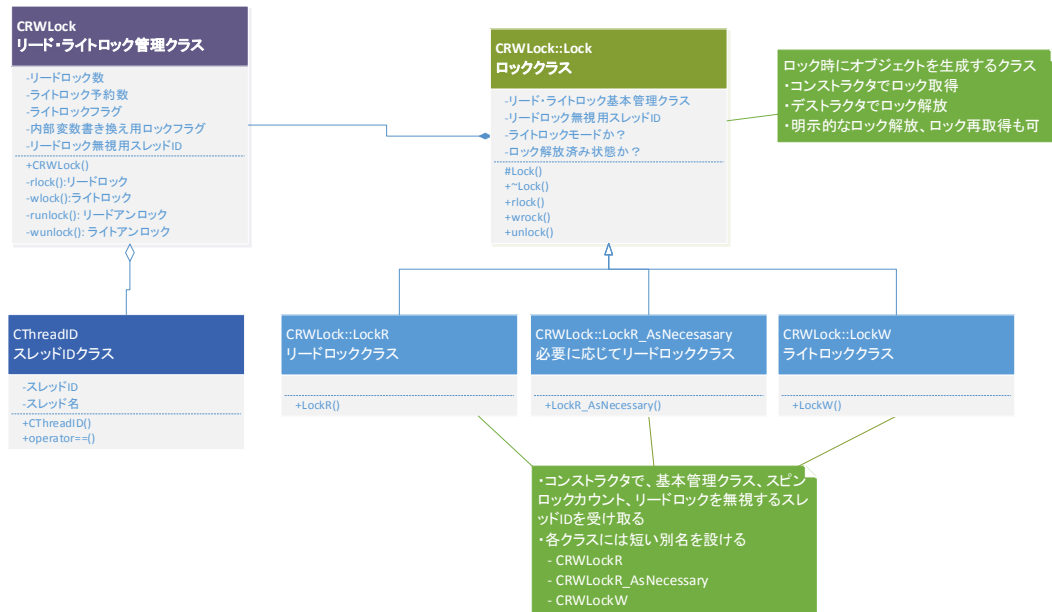 CRWLock
リード・ライトロック管理クラス
-リードロック数
-ライトロック予約数
-ライトロックフラグ
-内部変数書き換え用ロックフラグ
-リードロック無視用スレッドID
+CRWLock()
-rlock():リードロック
-wlock():ライトロック
-runlock(): リードアンロック
-wunlock(): ライトアンロック
CRWLock::Lock
ロッククラス
-リード・ライトロック基本管理クラス
-リードロック無視用スレッドID
-ライトロックモードか？
-ロック解放済み状態か？
#Lock()
+~Lock()
+rlock()
+wrock()
+unlock()
ロック時にオブジェクトを生成するクラス
・コンストラクタでロック取得
・デストラクタでロック解放
・明示的なロック解放、ロック再取得も可
CThreadID
スレッドIDクラス
-スレッドID
-スレッド名
+CThreadID()
+operator==()
CRWLock::LockR
リードロッククラス
+LockR()
CRWLock::LockR_AsNecesasary
必要に応じてリードロッククラス
+LockR_AsNecessary()
CRWLock::LockW
ライトロッククラス
+LockW()
・コンストラクタで、基本管理クラス、スピン
ロックカウント、リードロックを無視するスレ
ッドIDを受け取る
・各クラスには短い別名を設ける
- CRWLockR
- CRWLockR_AsNecessary
- CRWLockW